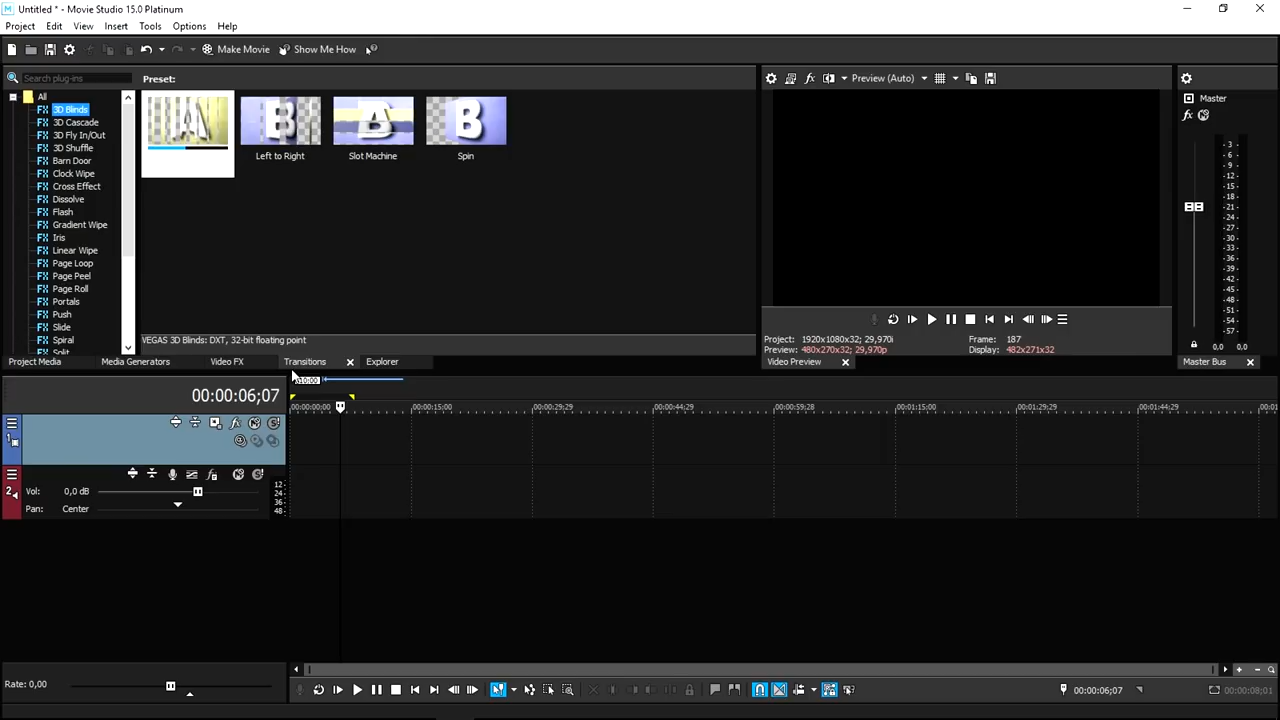 Untitled * - Movie Studio 15.0 Platinum
Project Edit View Insert Tools Options Help
Make Movie Show Me How
Search plug-ins
Preset:
Preview (Auto)
All
3D Blinds
3D Cascade
3D Fly In/Out
3D Shuffle
Barn Door
Clock Wipe
Cross Effect
Dissolve
Flash
Gradient Wipe
Iris
Linear Wipe
Page Loop
Page Peel
Page Roll
Portals
Push
Slide
Spiral
Split
Left to Right
Slot Machine
Spin
VEGAS 3D Blinds: DXT, 32-bit floating point
Project: 1920x1080x32; 29,970i
Frame: 187
Preview: 480x270x32; 29,970p
Display: 482x271x32
Master
- 3 -
- 6 -
- 9 -
-12-
-15-
-18-
-21-
-24-
-27-
-30-
-33-
-36-
-39-
-42-
-45-
-48-
-51-
-54-
-57-
0,0 0,0
Project Media Media Generators Video FX Transitions Explorer
Video Preview
Master Bus
00:00:06;07
00:00:00;00 00:00:15;00 00:00:29;29 00:00:44;29 00:00:59;28 00:01:15;00 00:01:29;29 00:01:44;29
1
2
Vol: 0,0 dB
Pan: Center
12
24
36
48
Rate: 0,00
00:00:06;07
00:00:08;01